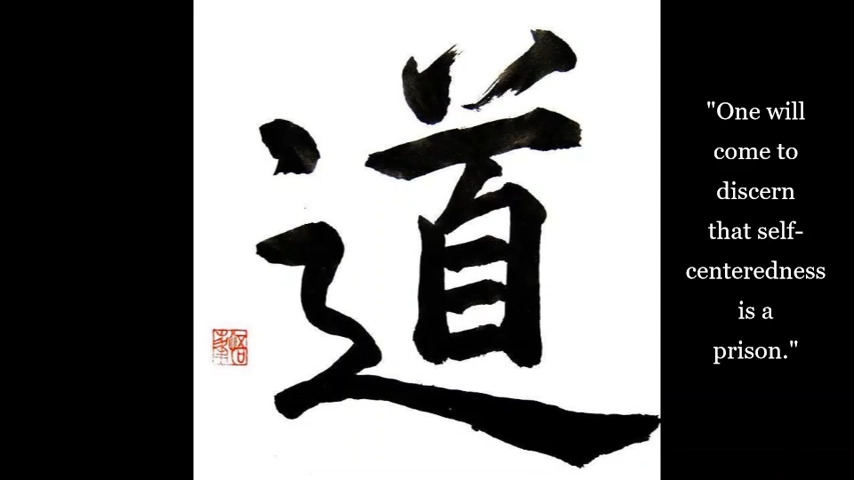 道
"One will
come to
discern
that self-
centeredness
is a
prison."